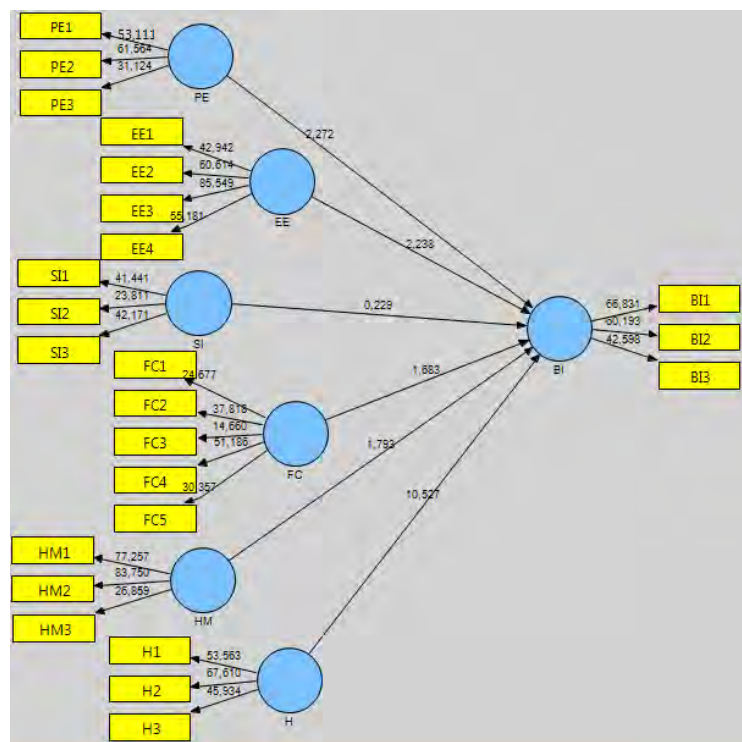 PE1
53,111
PE2
61,564
PE3
31,124
PE
2,272
EE1
42,942
EE2
60,614
EE3
85,549
EE4
55,181
EE
2,238
SI1
41,441
SI2
23,811
SI3
42,171
SI
0,229
BI
66,831
BI1
60,193
BI2
42,598
BI3
FC1
24,677
FC2
37,818
FC3
14,660
FC4
51,186
FC5
30,357
FC
1,683
HM1
77,257
HM2
83,750
HM3
26,859
HM
1,793
H1
53,563
H2
67,610
H3
45,934
H
10,527